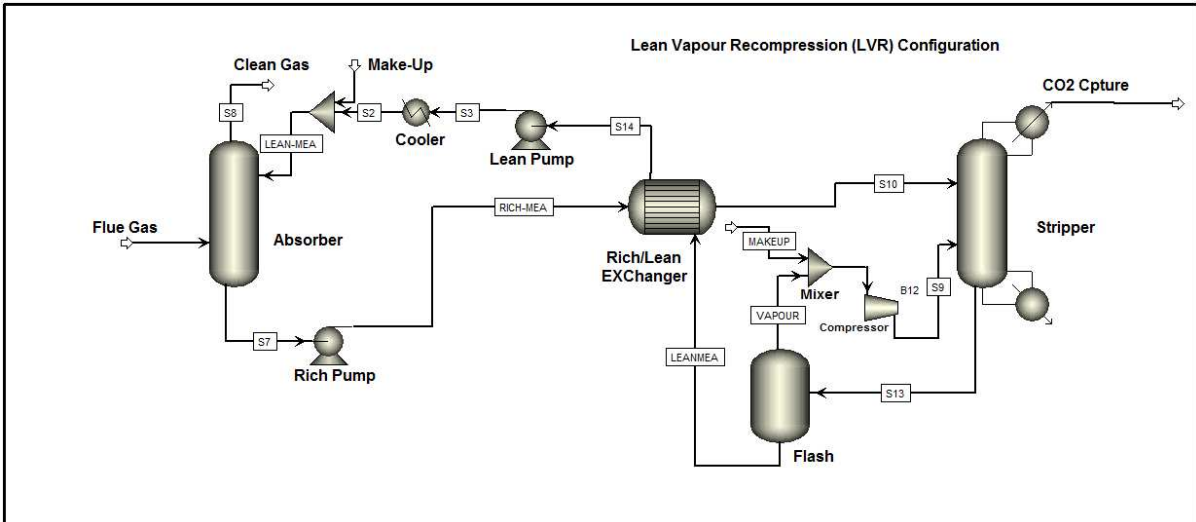 Lean Vapour Recompression (LVR) Configuration
Clean Gas
Make-Up
CO2 Cpture
S8
S2
S3
S14
Cooler
LEAN-MEA
Lean Pump
S10
RICH-MEA
Flue Gas
Absorber
Rich/Lean
EXChanger
MAKEUP
Stripper
Mixer
B12
S9
VAPOUR
Compressor
LEANMEA
S7
Rich Pump
S13
Flash